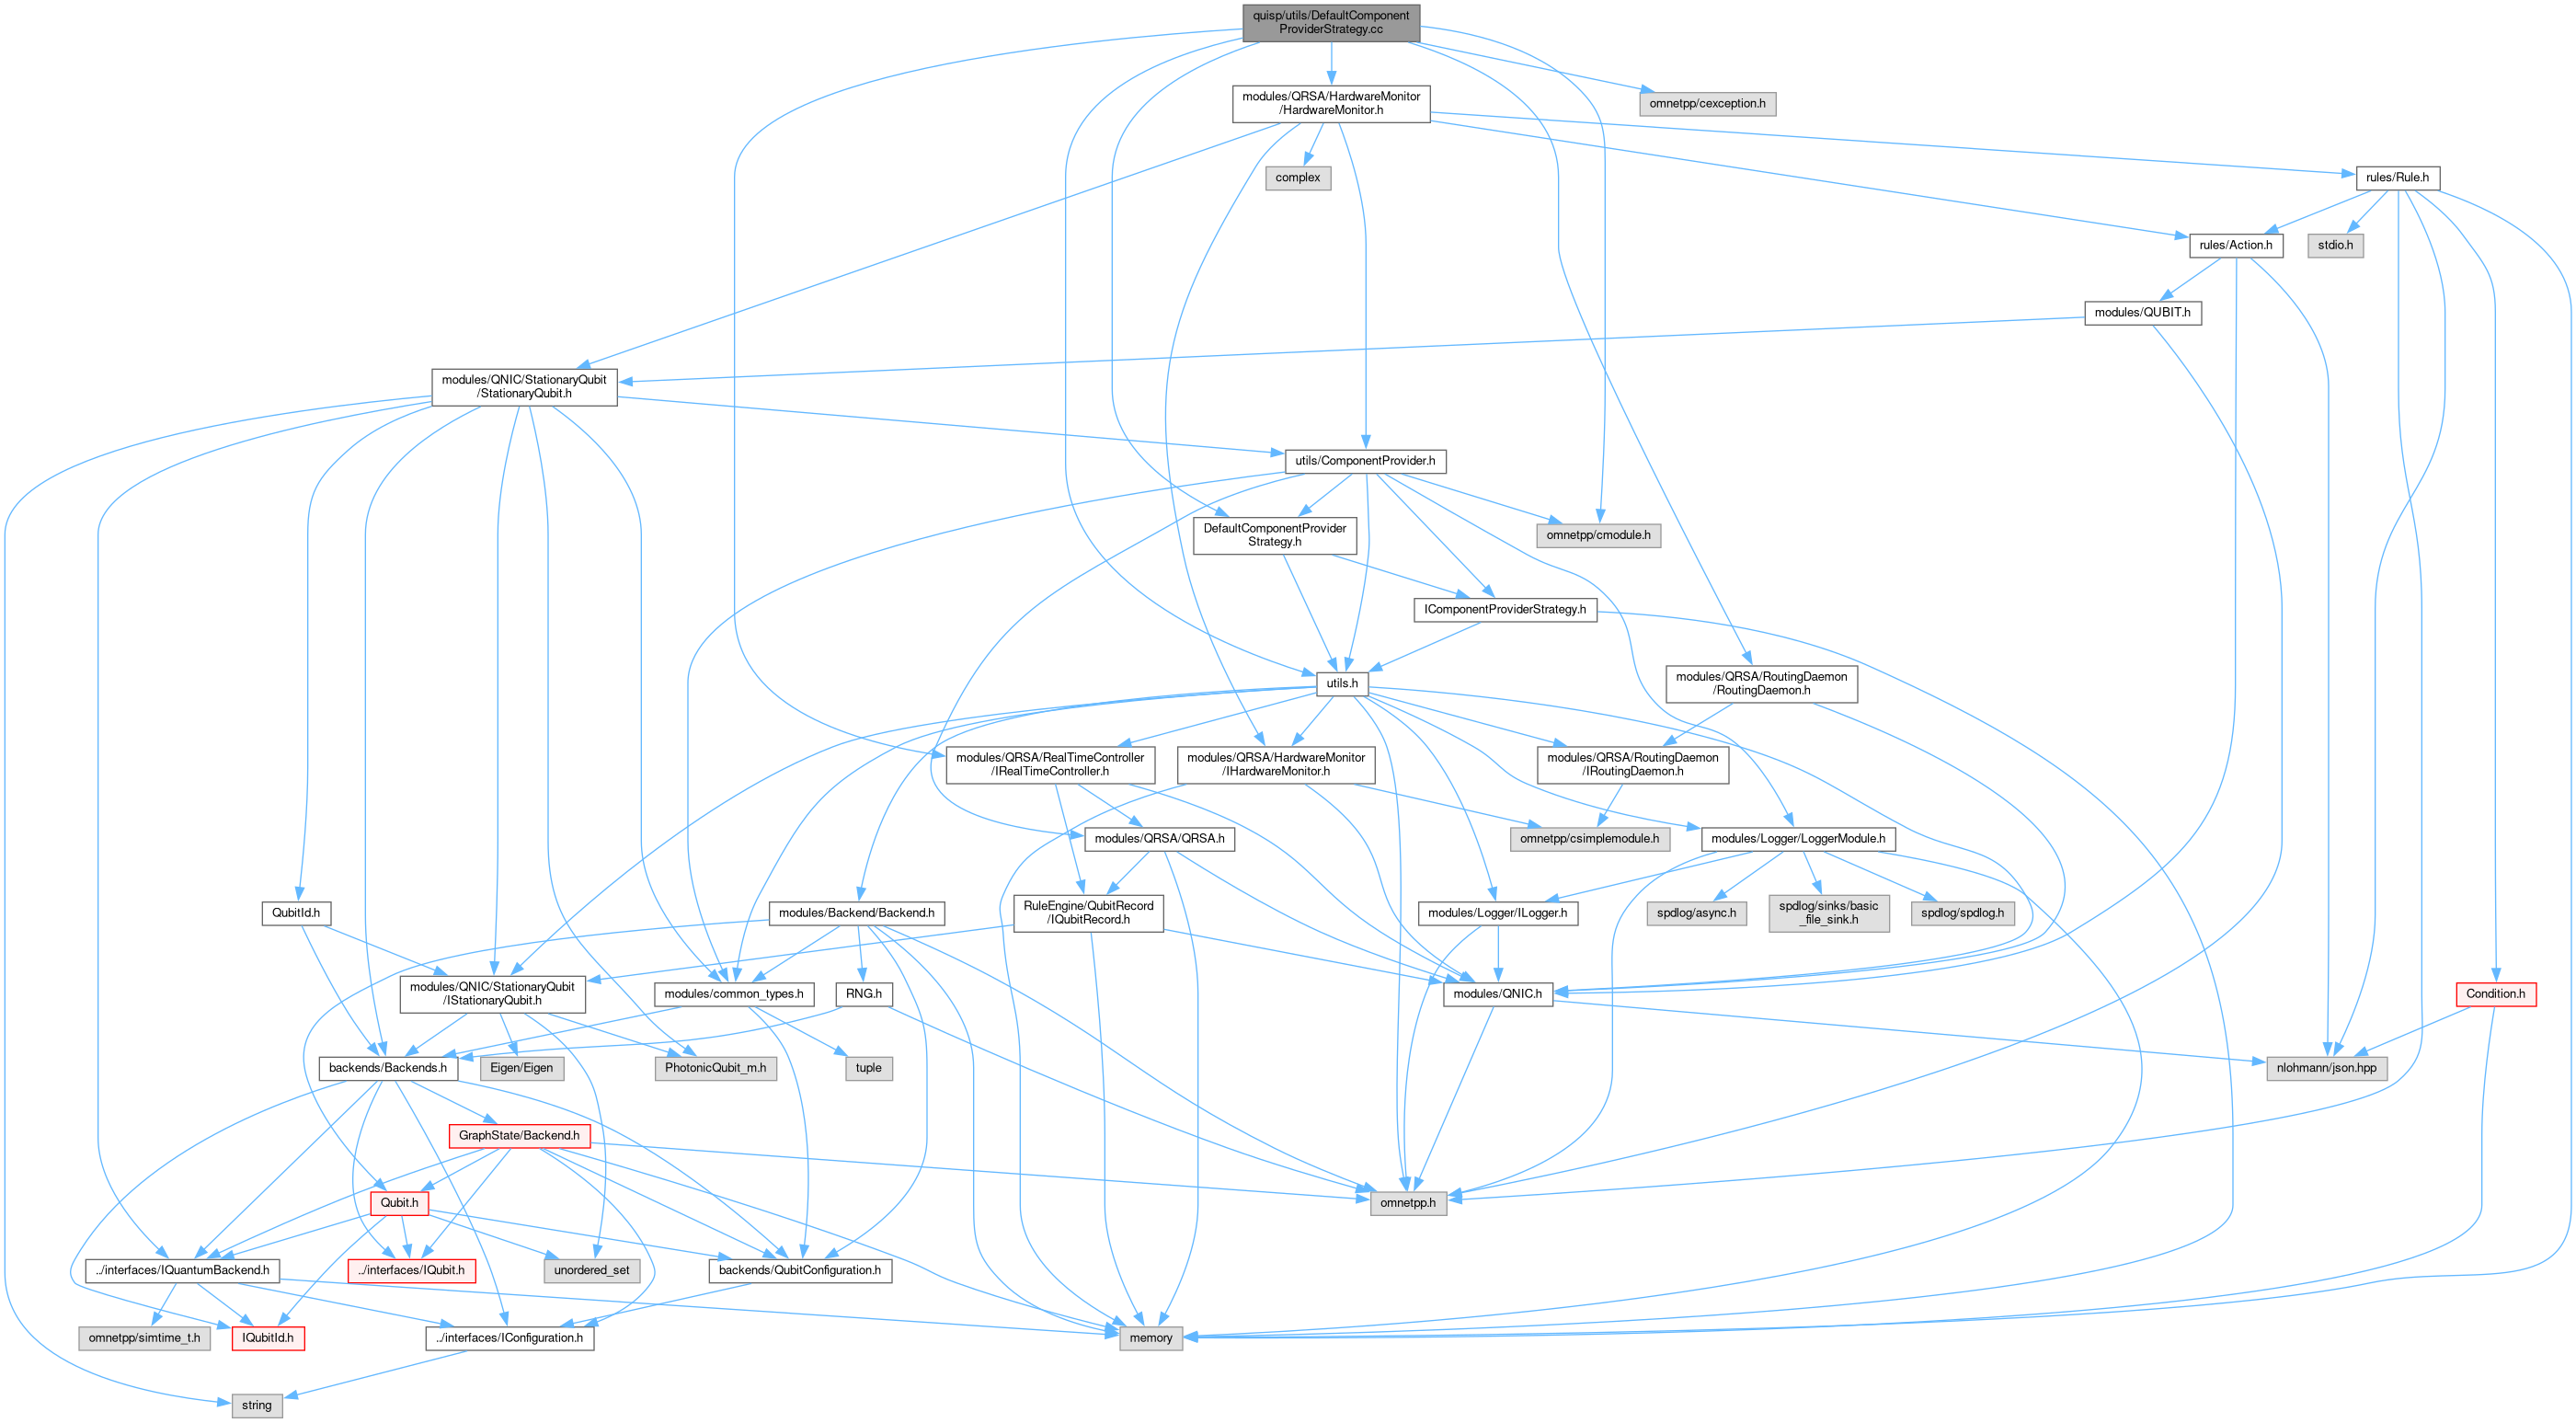 quisp/utils/DefaultComponent
ProviderStrategy.cc
modules/QRSA/HardwareMonitor
/HardwareMonitor.h
omnetpp/cexception.h
complex
rules/Rule.h
rules/Action.h
stdio.h
modules/QUBIT.h
modules/QNIC/StationaryQubit
/StationaryQubit.h
utils/ComponentProvider.h
DefaultComponentProvider
Strategy.h
omnetpp/cmodule.h
IComponentProviderStrategy.h
utils.h
modules/QRSA/RoutingDaemon
/RoutingDaemon.h
modules/QRSA/RealTimeController
/IRealTimeController.h
modules/QRSA/HardwareMonitor
/IHardwareMonitor.h
modules/QRSA/RoutingDaemon
/IRoutingDaemon.h
modules/QRSA/QRSA.h
omnetpp/csimplemodule.h
modules/Logger/LoggerModule.h
QubitId.h
modules/Backend/Backend.h
RuleEngine/QubitRecord
/IQubitRecord.h
modules/Logger/ILogger.h
spdlog/async.h
spdlog/sinks/basic
_file_sink.h
spdlog/spdlog.h
modules/QNIC/StationaryQubit
/IStationaryQubit.h
modules/common_types.h
RNG.h
modules/QNIC.h
Condition.h
backends/Backends.h
Eigen/Eigen
PhotonicQubit_m.h
tuple
nlohmann/json.hpp
GraphState/Backend.h
Qubit.h
omnetpp.h
../interfaces/IQuantumBackend.h
../interfaces/IQubit.h
unordered_set
backends/QubitConfiguration.h
omnetpp/simtime_t.h
IQubitId.h
../interfaces/IConfiguration.h
memory
string